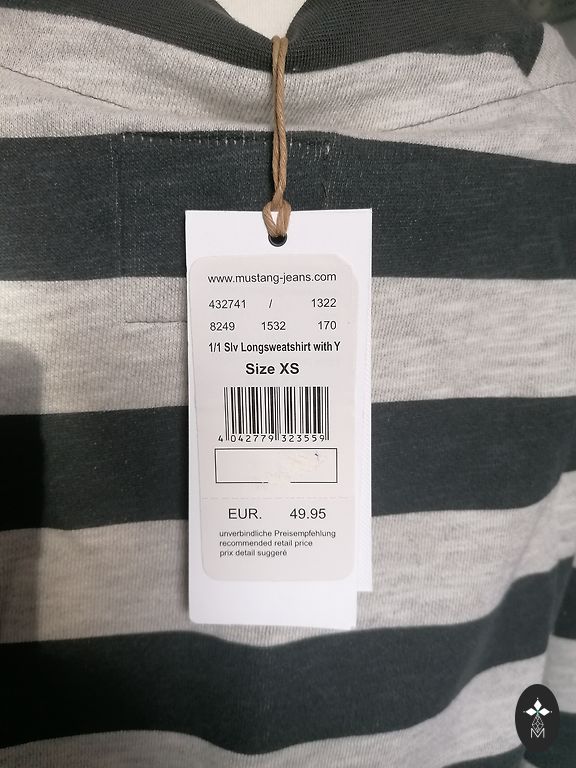 www.mustang-jeans.com
432741 / 1322
8249 1532 170
1/1 Slv Longsweatshirt with Y
Size XS
4 042779 323559
EUR. 49.95
unverbindliche Preisempfehlung
recommended retail price
prix detail suggeré
M